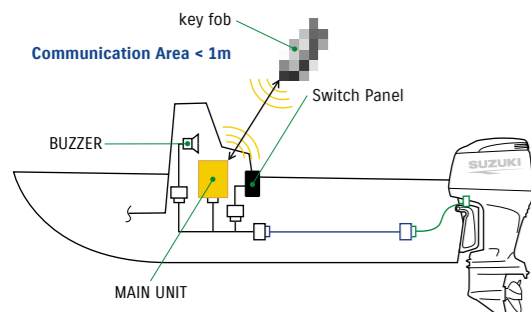 key fob
Communication Area < 1m
Switch Panel
BUZZER
SUZUKI
MAIN UNIT